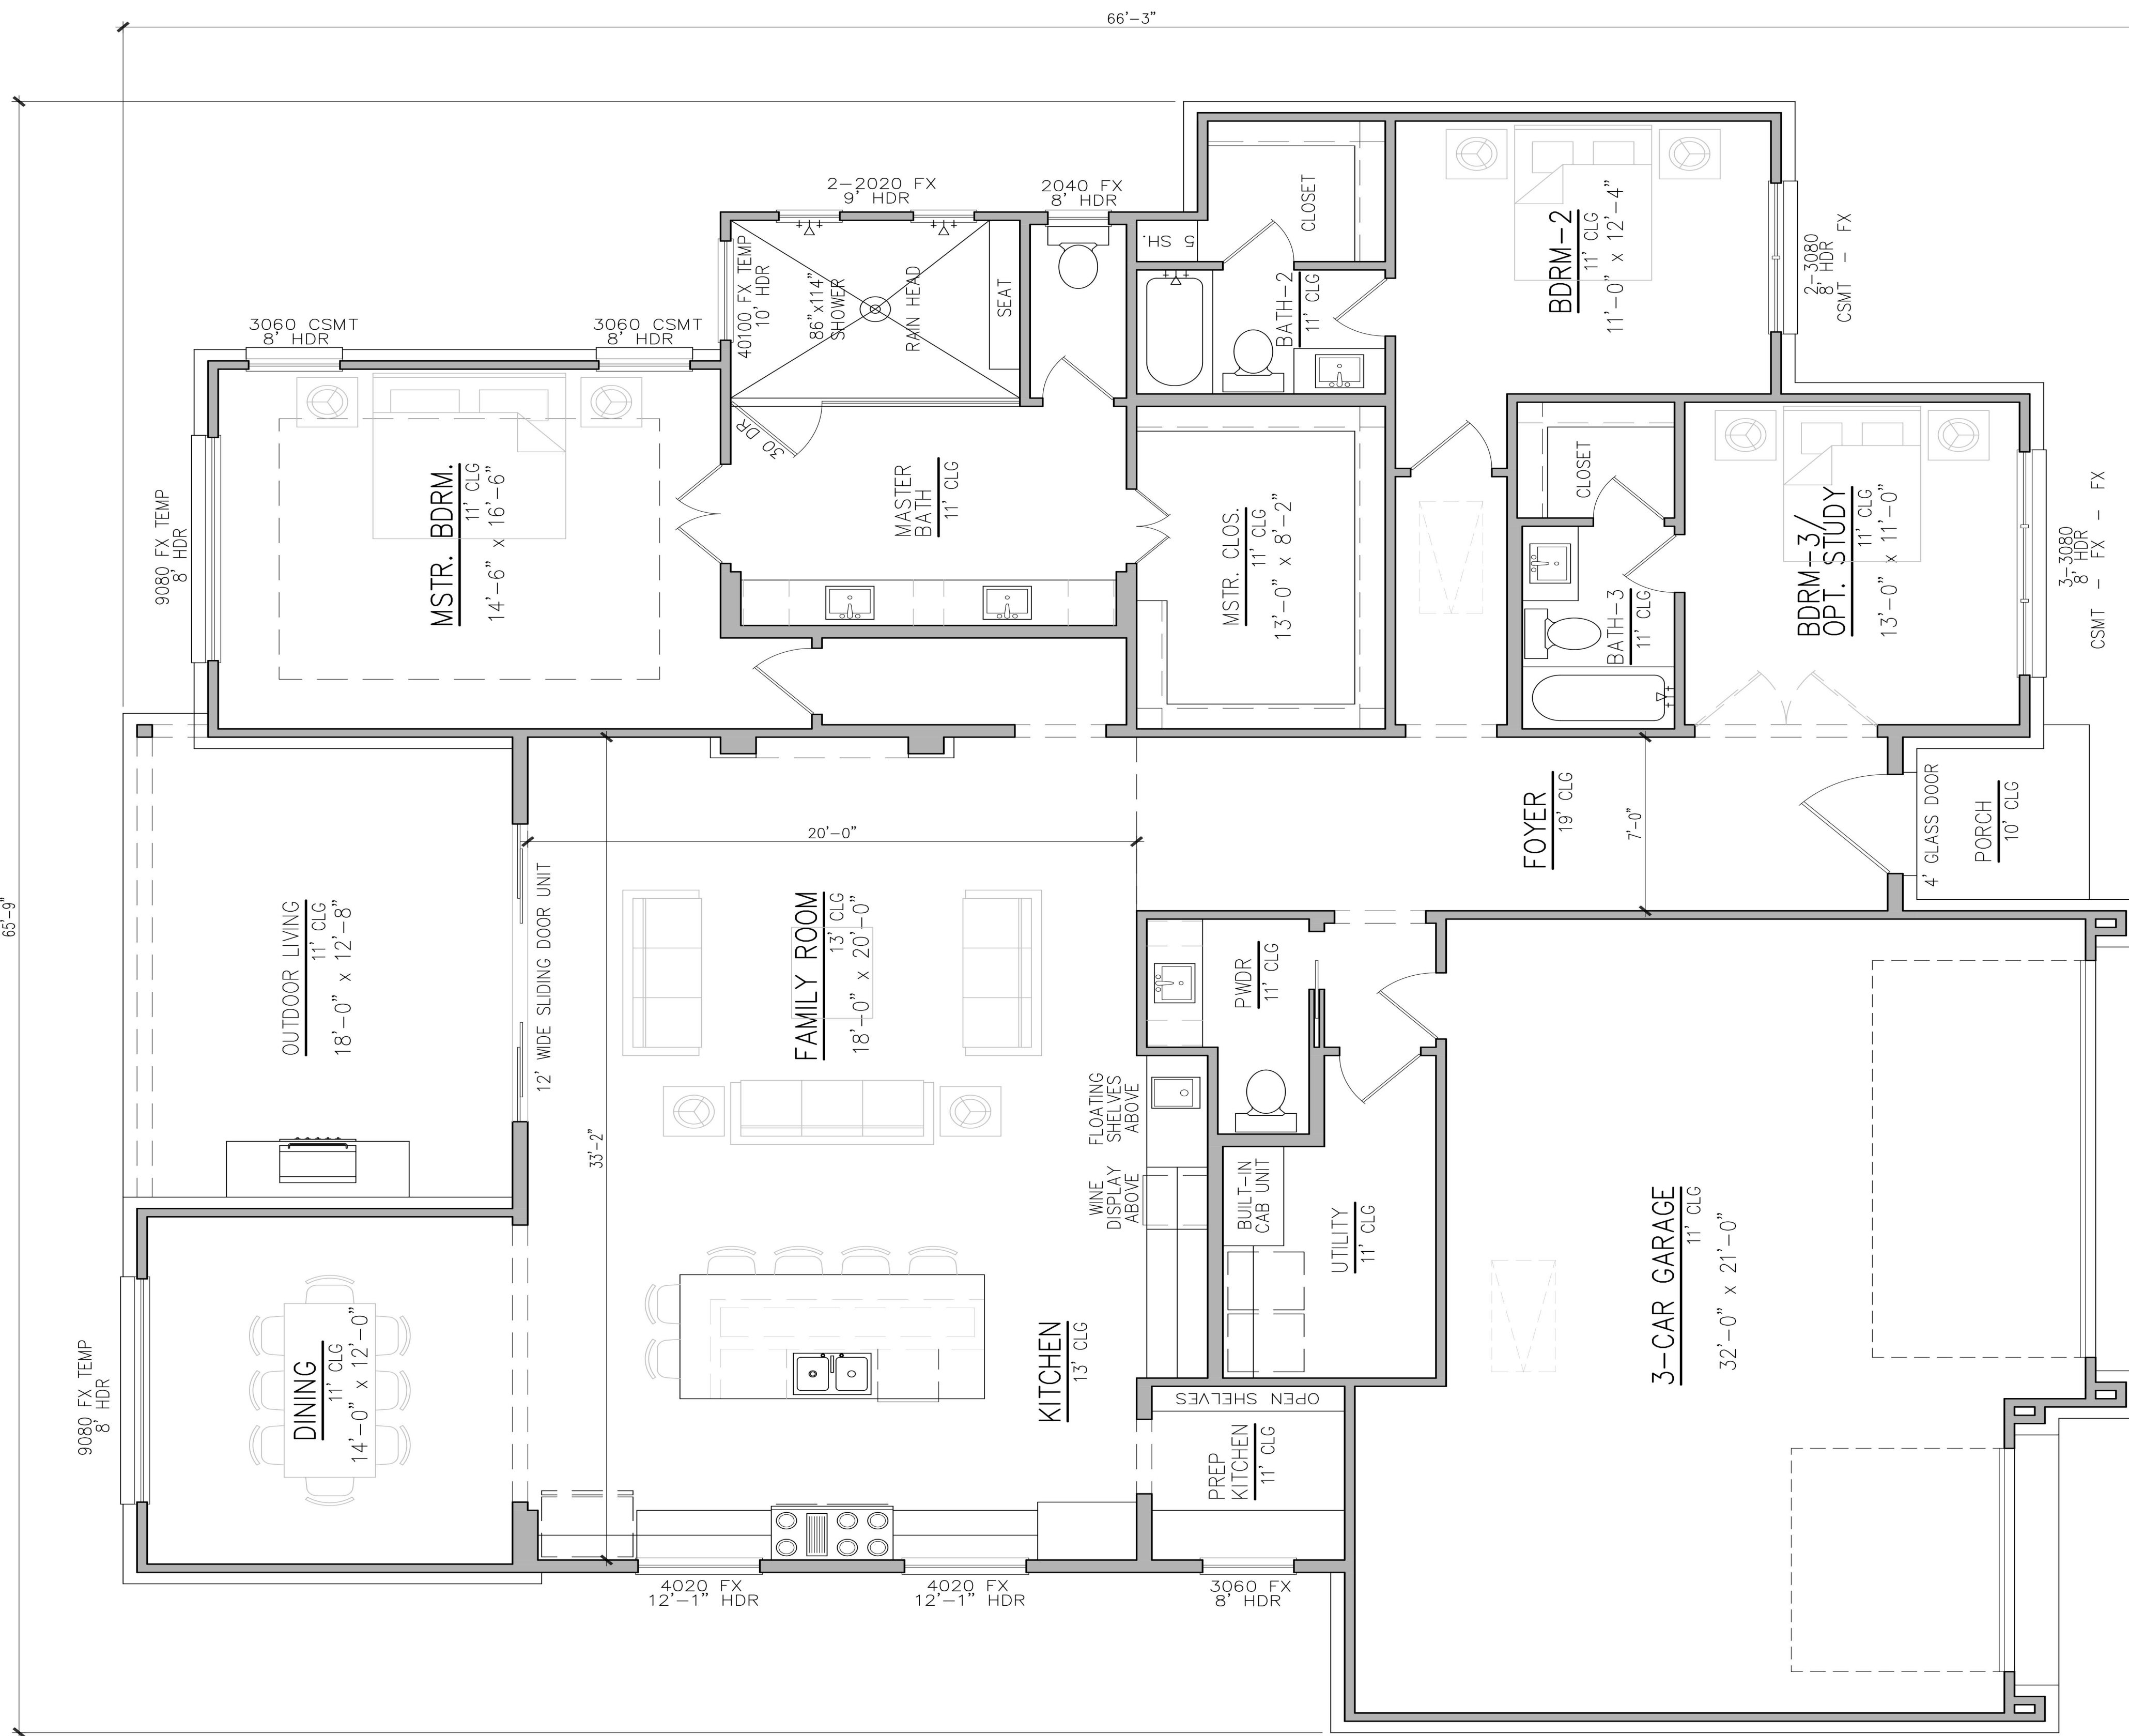 66'-3"
65'-9"
2-2020 FX
9' HDR
2040 FX
8' HDR
3060 CSMT
8' HDR
3060 CSMT
8' HDR
40100 FX TEMP
10' HDR
86"x114"
SHOWER
RAIN HEAD
SEAT
30 DR
5 SH.
CLOSET
BATH-2
11' CLG
BDRM-2
11' CLG
11'-0" x 12'-4"
2-3080
8' HDR
CSMT - FX
9080 FX TEMP
8' HDR
MSTR. BDRM.
11' CLG
14'-6" x 16'-6"
MASTER
BATH
11' CLG
MSTR. CLOS.
11' CLG
13'-0" x 8'-2"
CLOSET
BATH-3
11' CLG
BDRM-3/
OPT. STUDY
11' CLG
13'-0" x 11'-0"
3-3080
8' HDR
CSMT - FX - FX
OUTDOOR LIVING
11' CLG
18'-0" x 12'-8"
12' WIDE SLIDING DOOR UNIT
20'-0"
33'-2"
FAMILY ROOM
13' CLG
18'-0" x 20'-0"
FOYER
19' CLG
7'-0"
4' GLASS DOOR
PORCH
10' CLG
PWDR
11' CLG
FLOATING
SHELVES
ABOVE
WINE
DISPLAY
ABOVE
BUILT-IN
CAB UNIT
UTILITY
11' CLG
3-CAR GARAGE
11' CLG
32'-0" x 21'-0"
9080 FX TEMP
8' HDR
DINING
11' CLG
14'-0" x 12'-0"
KITCHEN
13' CLG
OPEN SHELVES
PREP
KITCHEN
11' CLG
4020 FX
12'-1" HDR
4020 FX
12'-1" HDR
3060 FX
8' HDR